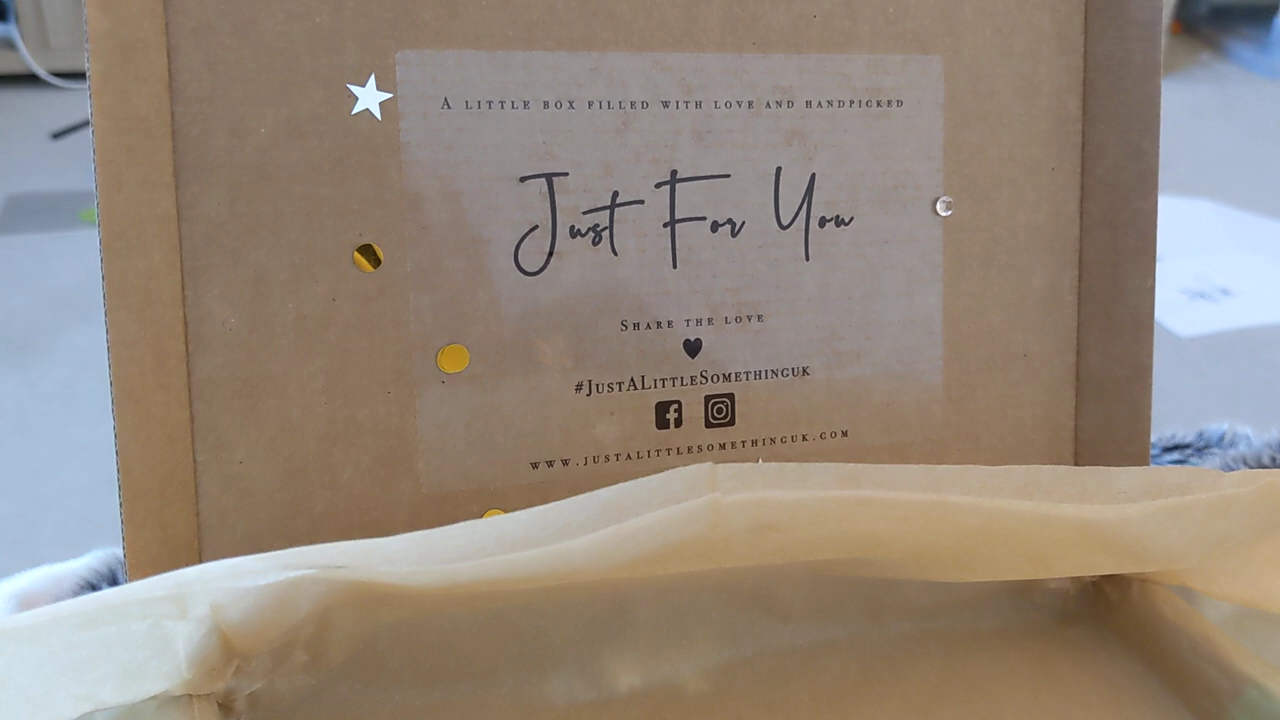 A LITTLE BOX FILLED WITH LOVE AND HANDPICKED
Just For You
SHARE THE LOVE
#JUSTALITTLESOMETHINGUK
WWW.JUSTALITTLESOMETHINGUK.COM